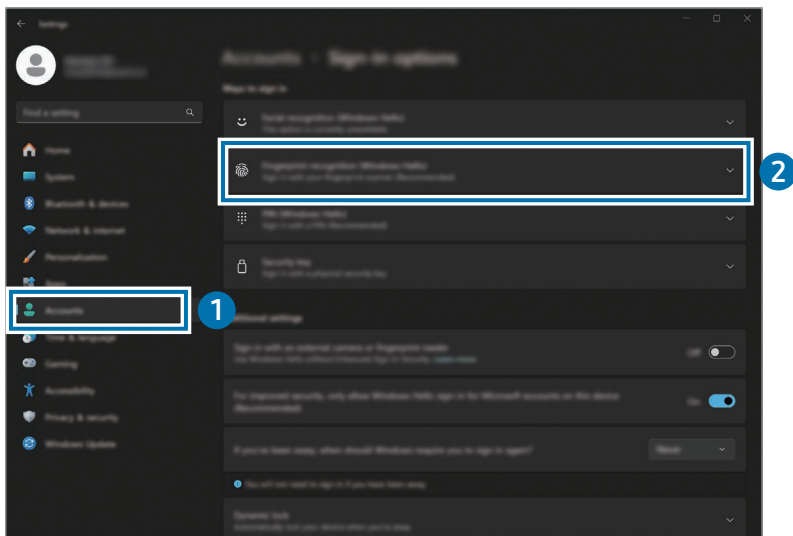 Settings
Accounts > Sign-in options
Ways to sign in
Find a setting
Facial recognition (Windows Hello)
This option is currently unavailable
Home
Fingerprint recognition (Windows Hello)
Sign in with your fingerprint scanner (Recommended)
2
System
Bluetooth & devices
PIN (Windows Hello)
Sign in with a PIN (Recommended)
Network & internet
Personalization
Security key
Sign in with a physical security key
Apps
Accounts
1
Time & language
Gaming
Accessibility
Privacy & security
Windows Update
Sign in with an external camera or fingerprint reader
Off
For improved security, only allow Windows Hello sign-in for Microsoft accounts on this device
(Recommended)
On
If you've been away, when should Windows require you to sign in again?
Never
You will not need to sign in if you have been away.
Dynamic lock
Automatically lock your device when you're away